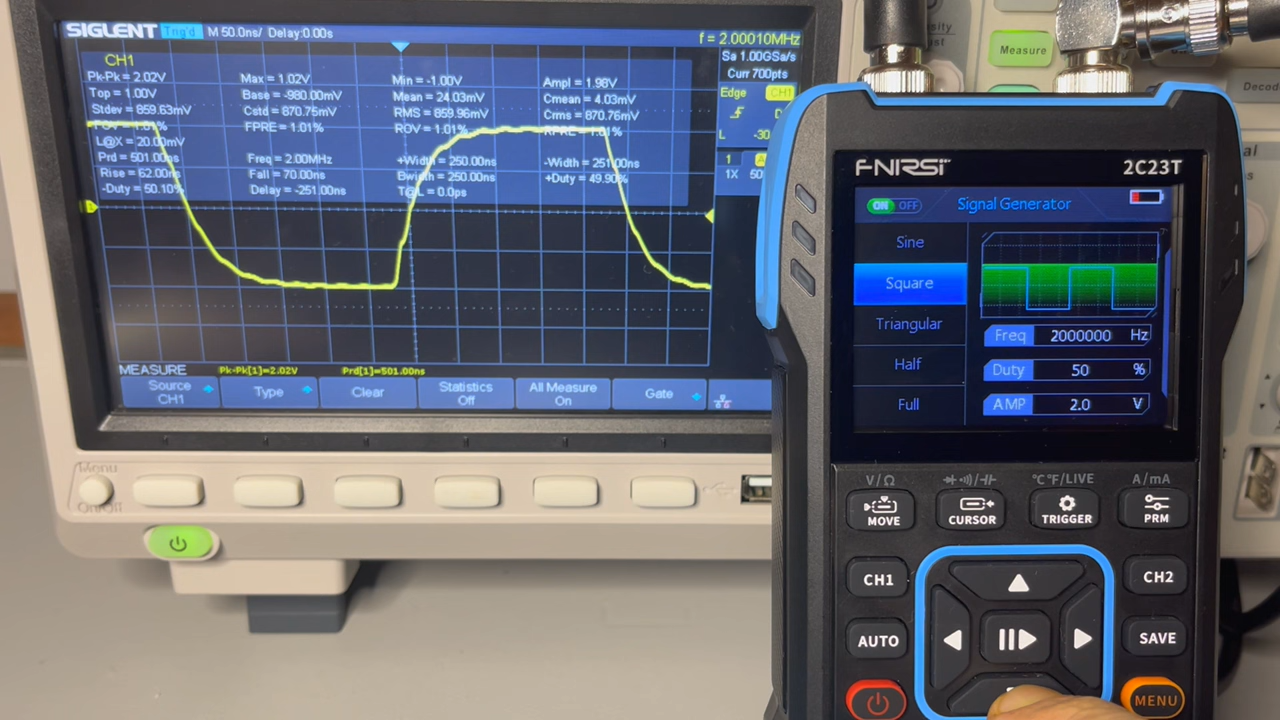 SIGLENT Trig'd M 50.0ns/ Delay:0.00s
f = 2.00010MHz
Sa 1.00GSa/s
Curr 700pts
Edge CH1
1
1X
CH1
Pk-Pk = 2.02V Max = 1.02V Min = -1.00V Ampl = 1.98V
Top = 1.00V Base = -980.00mV Mean = 24.03mV Cmean = 4.03mV
Stdev = 859.63mV Cstd = 870.75mV RMS = 859.96mV Crms = 870.76mV
FOV = 1.01% FPRE = 1.01% ROV = 1.01% RPRE = 1.01%
L@X = 20.00mV
Prd = 501.00ns Freq = 2.00MHz +Width = 250.00ns -Width = 251.00ns
Rise = 62.00ns Fall = 70.00ns Bwidth = 250.00ns +Duty = 49.90%
-Duty = 50.10% Delay = -251.00ns T@L = 0.0ps
MEASURE Pk-Pk[1]=2.02V Prd[1]=501.00ns
Source
CH1
Type
Clear
Statistics
Off
All Measure
On
Gate
Menu
On/Off
Measure
FNIRSI 2C23T
ON OFF Signal Generator
Sine
Square
Triangular
Half
Full
Freq 2000000 Hz
Duty 50 %
AMP 2.0 V
V/Ω °C°F/LIVE A/mA
MOVE CURSOR TRIGGER PRM
CH1 CH2
AUTO SAVE
MENU